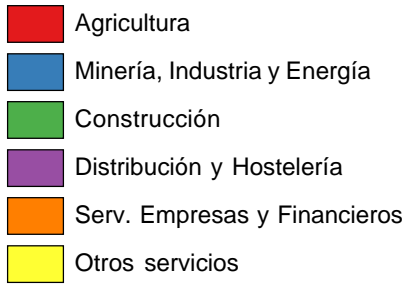 Agricultura
Minería, Industria y Energía
Construcción
Distribución y Hostelería
Serv. Empresas y Financieros
Otros servicios